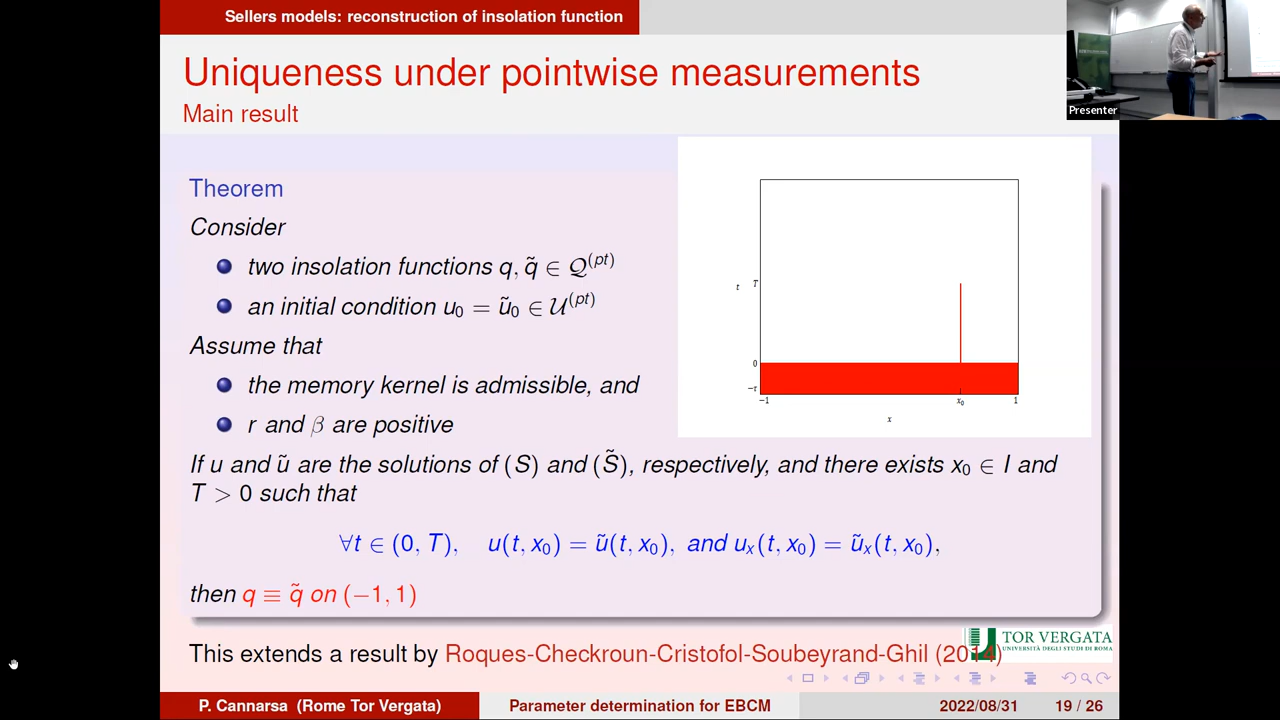 Sellers models: reconstruction of insolation function
Uniqueness under pointwise measurements
Main result
Presenter
Theorem
Consider
two insolation functions q, q̃ ∈ 𝒬^(pt)
an initial condition u₀ = ũ₀ ∈ 𝒰^(pt)
Assume that
the memory kernel is admissible, and
r and β are positive
t
T
0
−τ
−1
x₀
1
x
If u and ũ are the solutions of (S) and (S̃), respectively, and there exists x₀ ∈ I and
T > 0 such that
∀t ∈ (0, T), u(t, x₀) = ũ(t, x₀), and uₓ(t, x₀) = ũₓ(t, x₀),
then q ≡ q̃ on (−1, 1)
This extends a result by Roques-Checkroun-Cristofol-Soubeyrand-Ghil (2014)
TOR VERGATA
UNIVERSITÀ DEGLI STUDI DI ROMA
P. Cannarsa (Rome Tor Vergata)
Parameter determination for EBCM
2022/08/31
19 / 26